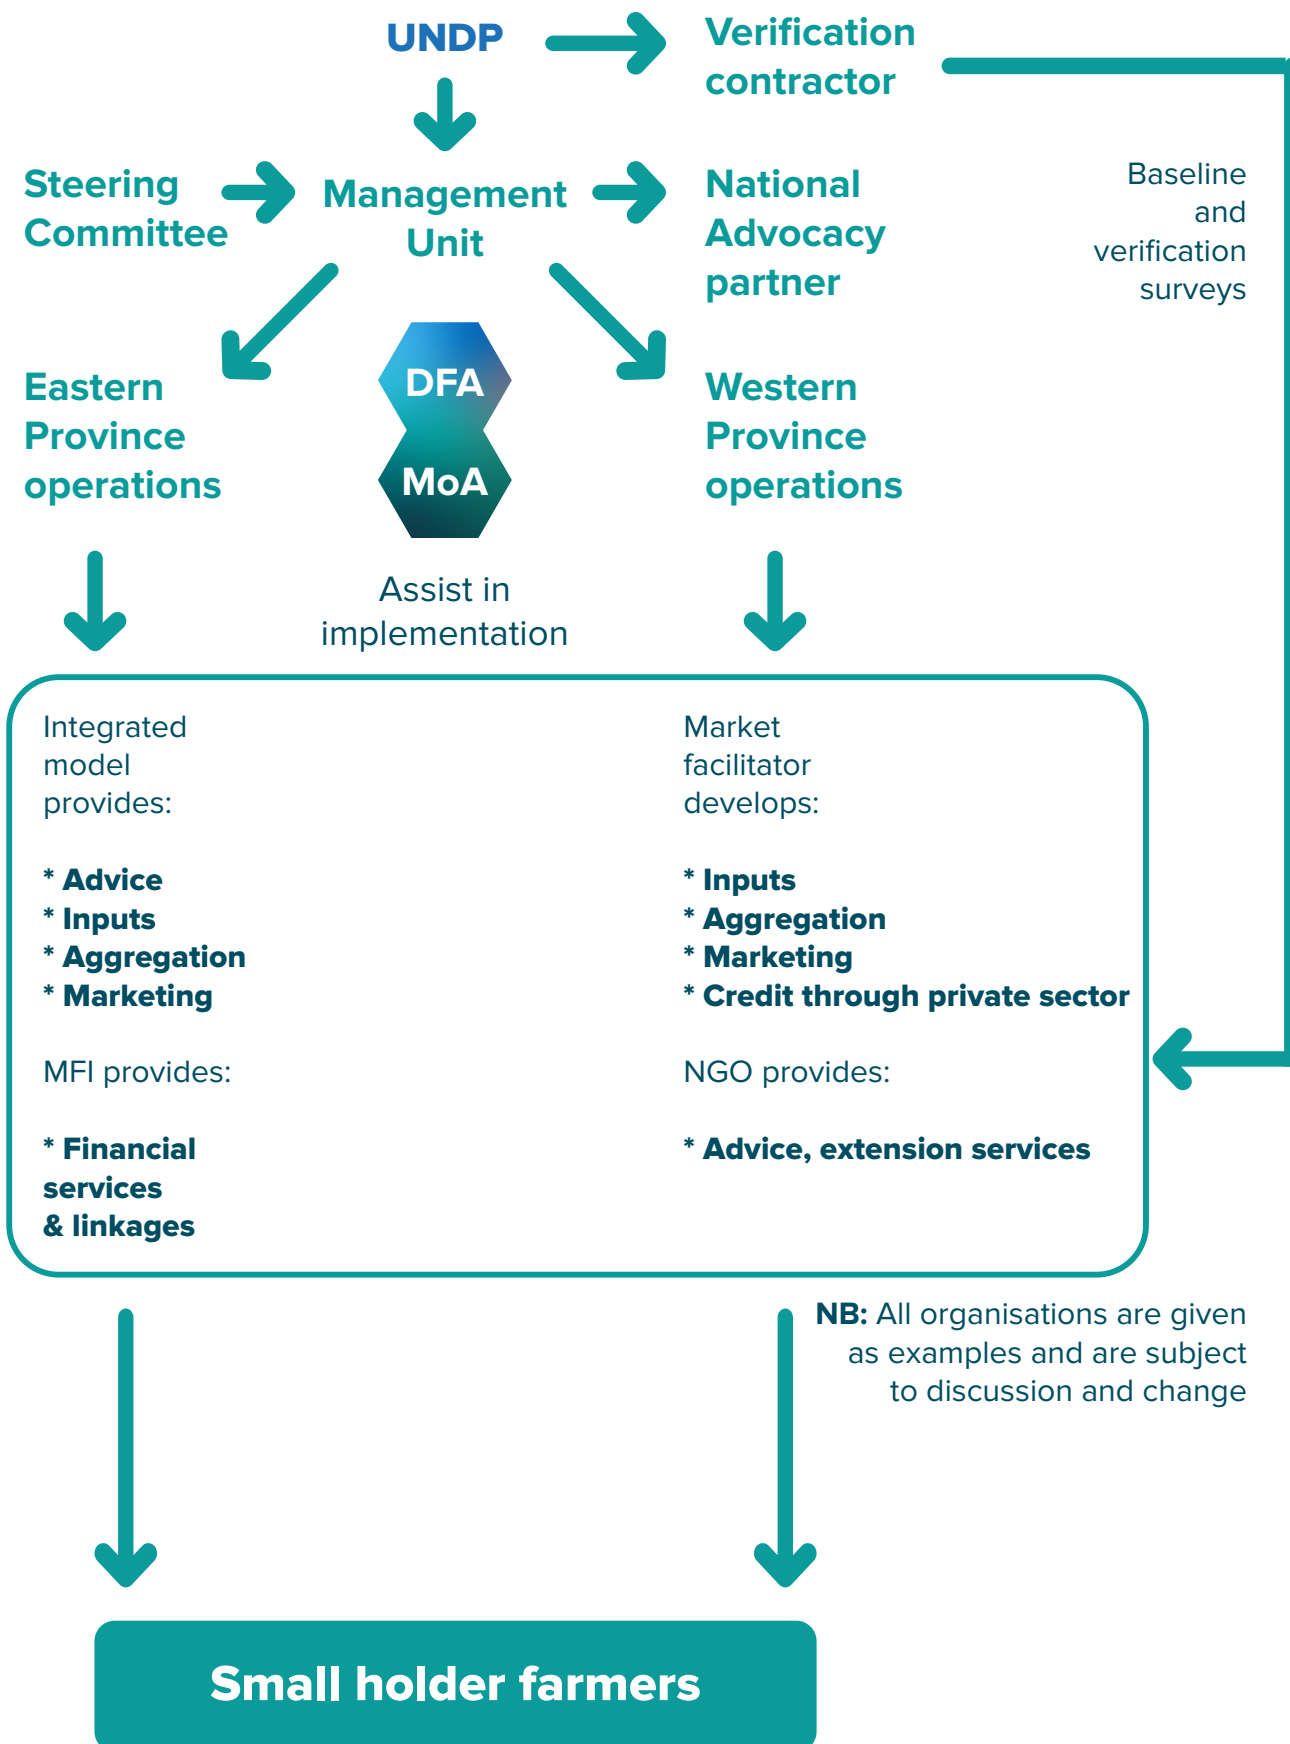 UNDP
Verification
contractor
Steering
Committee
Management
Unit
National
Advocacy
partner
Baseline
and
verification
surveys
Eastern
Province
operations
DFA
MoA
Western
Province
operations
Assist in
implementation
Integrated
model
provides:
* Advice
* Inputs
* Aggregation
* Marketing
MFI provides:
* Financial
services
& linkages
Market
facilitator
develops:
* Inputs
* Aggregation
* Marketing
* Credit through private sector
NGO provides:
* Advice, extension services
NB: All organisations are given
as examples and are subject
to discussion and change
Small holder farmers